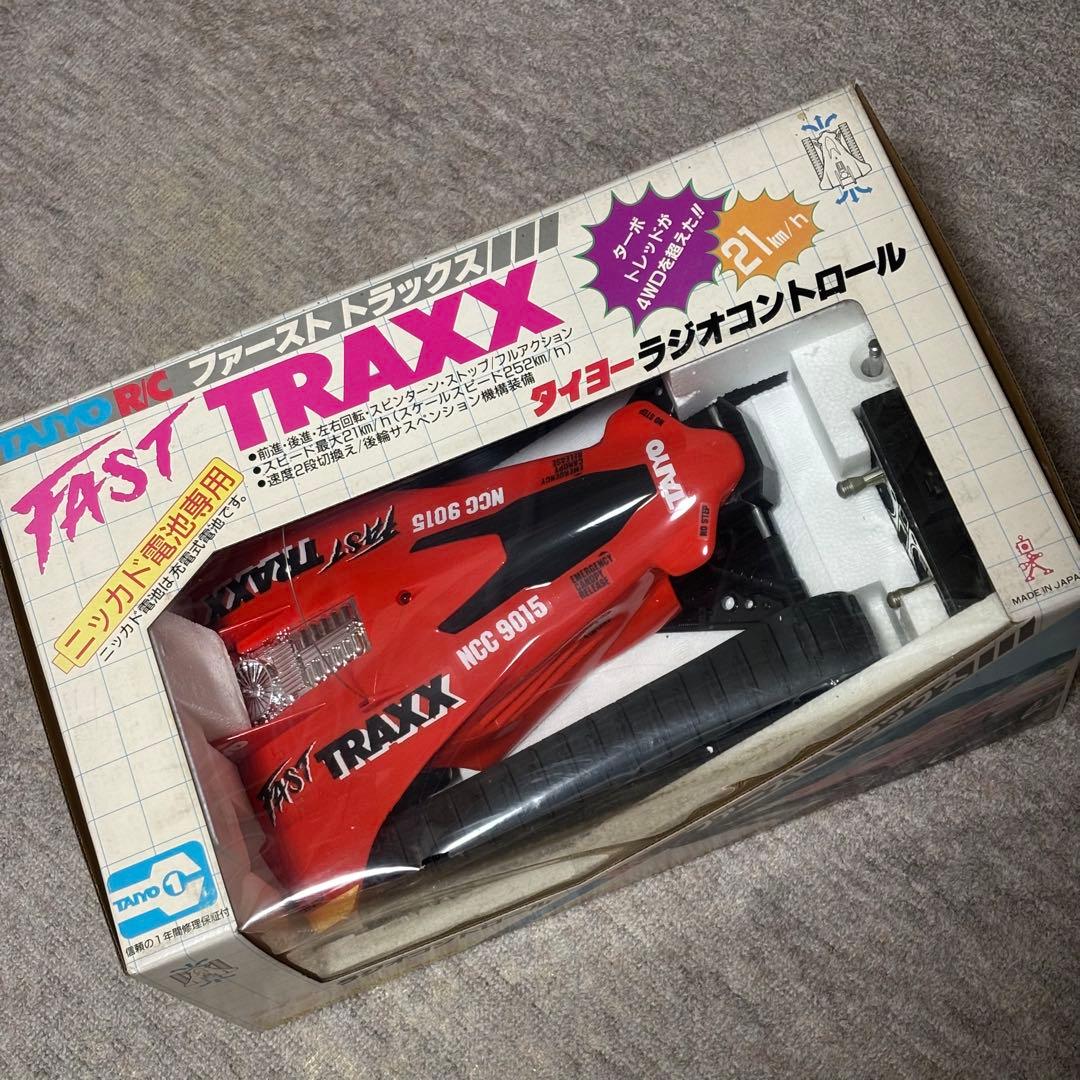 TAIYO R/C ファースト トラックス
FAST TRAXX
•前進・後進・左右回転・スピンターン・ストップ/フルアクション
•スピード最大21km/h(スケールスピード252km/h)
•速度2段切換え/後輪サスペンション機構装備
ターボ
トレッドが
4WDを超えた!!
21km/h
タイヨーラジオコントロール
ニッカド電池専用
ニッカド電池は充電式電池です。
NO STEP
TAIYO
NO STEP
EMERGENCY
CANOPY
RELEASE
NCC 9015
FAST TRAXX
EMERGENCY
CANOPY
RELEASE
NCC 9015
FAST TRAXX
MADE IN JAPAN
TAIYO 1
信頼の1年間修理保証付